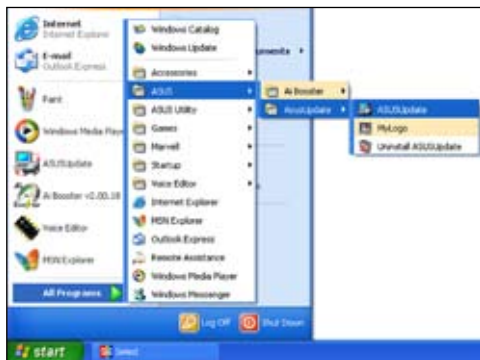 Internet
Internet Explorer
E-mail
Outlook Express
Paint
Windows Media Player
ASUSUpdate
Ai Booster v2.00.18
Voice Editor
MSN Explorer
All Programs
Windows Catalog
Windows Update
Accessories
ASUS
ASUS Utility
Games
Marvell
Startup
Voice Editor
Internet Explorer
MSN Explorer
Outlook Express
Remote Assistance
Windows Media Player
Windows Messenger
cuments
Ai Booster
AsusUpdate
ASUSUpdate
MyLogo
Uninstall ASUSUpdate
Log Off
Shut Down
start